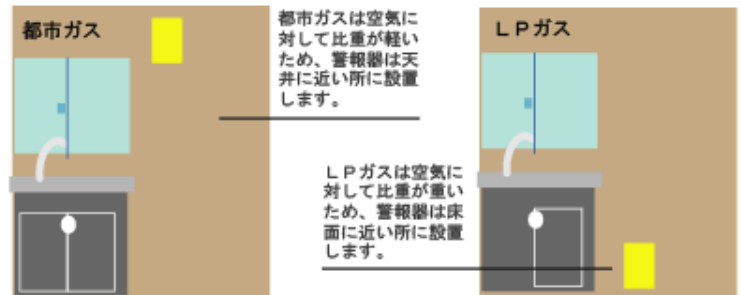 都市ガス
都市ガスは空気に
対して比重が軽い
ため、警報器は天
井に近い所に設置
します。
ＬＰガス
ＬＰガスは空気に
対して比重が重い
ため、警報器は床
面に近い所に設置
します。